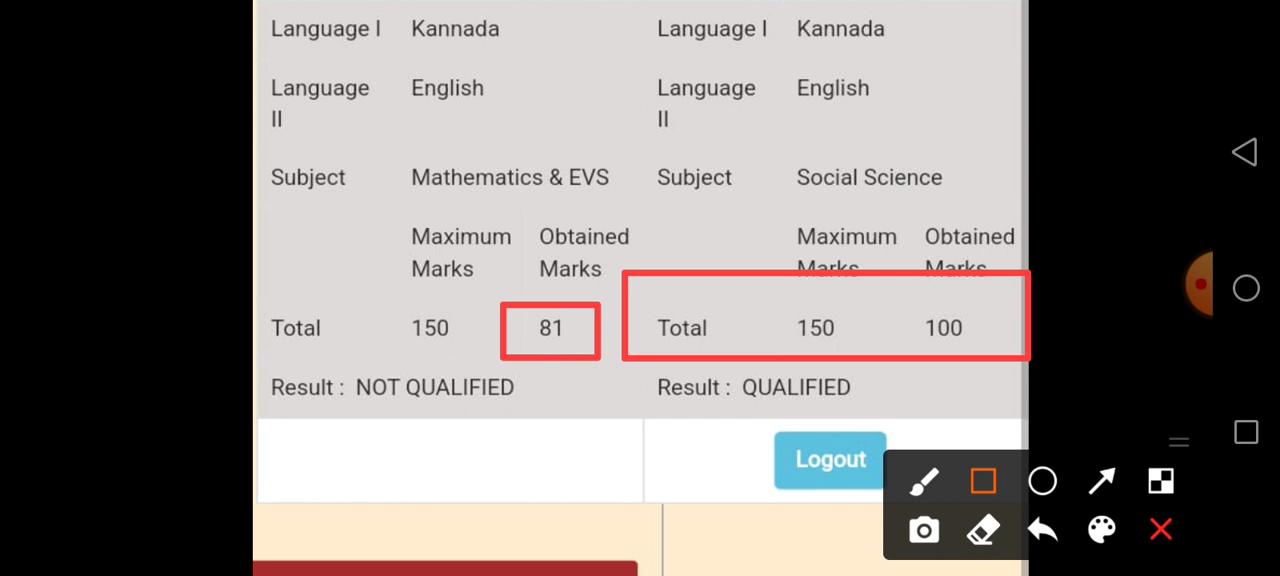 Language I Kannada Language I Kannada
Language English Language English
II II
Subject Mathematics & EVS Subject Social Science
Maximum Obtained Maximum Obtained
Marks Marks Marks Marks
Total 150 81 Total 150 100
Result : NOT QUALIFIED Result : QUALIFIED
Logout